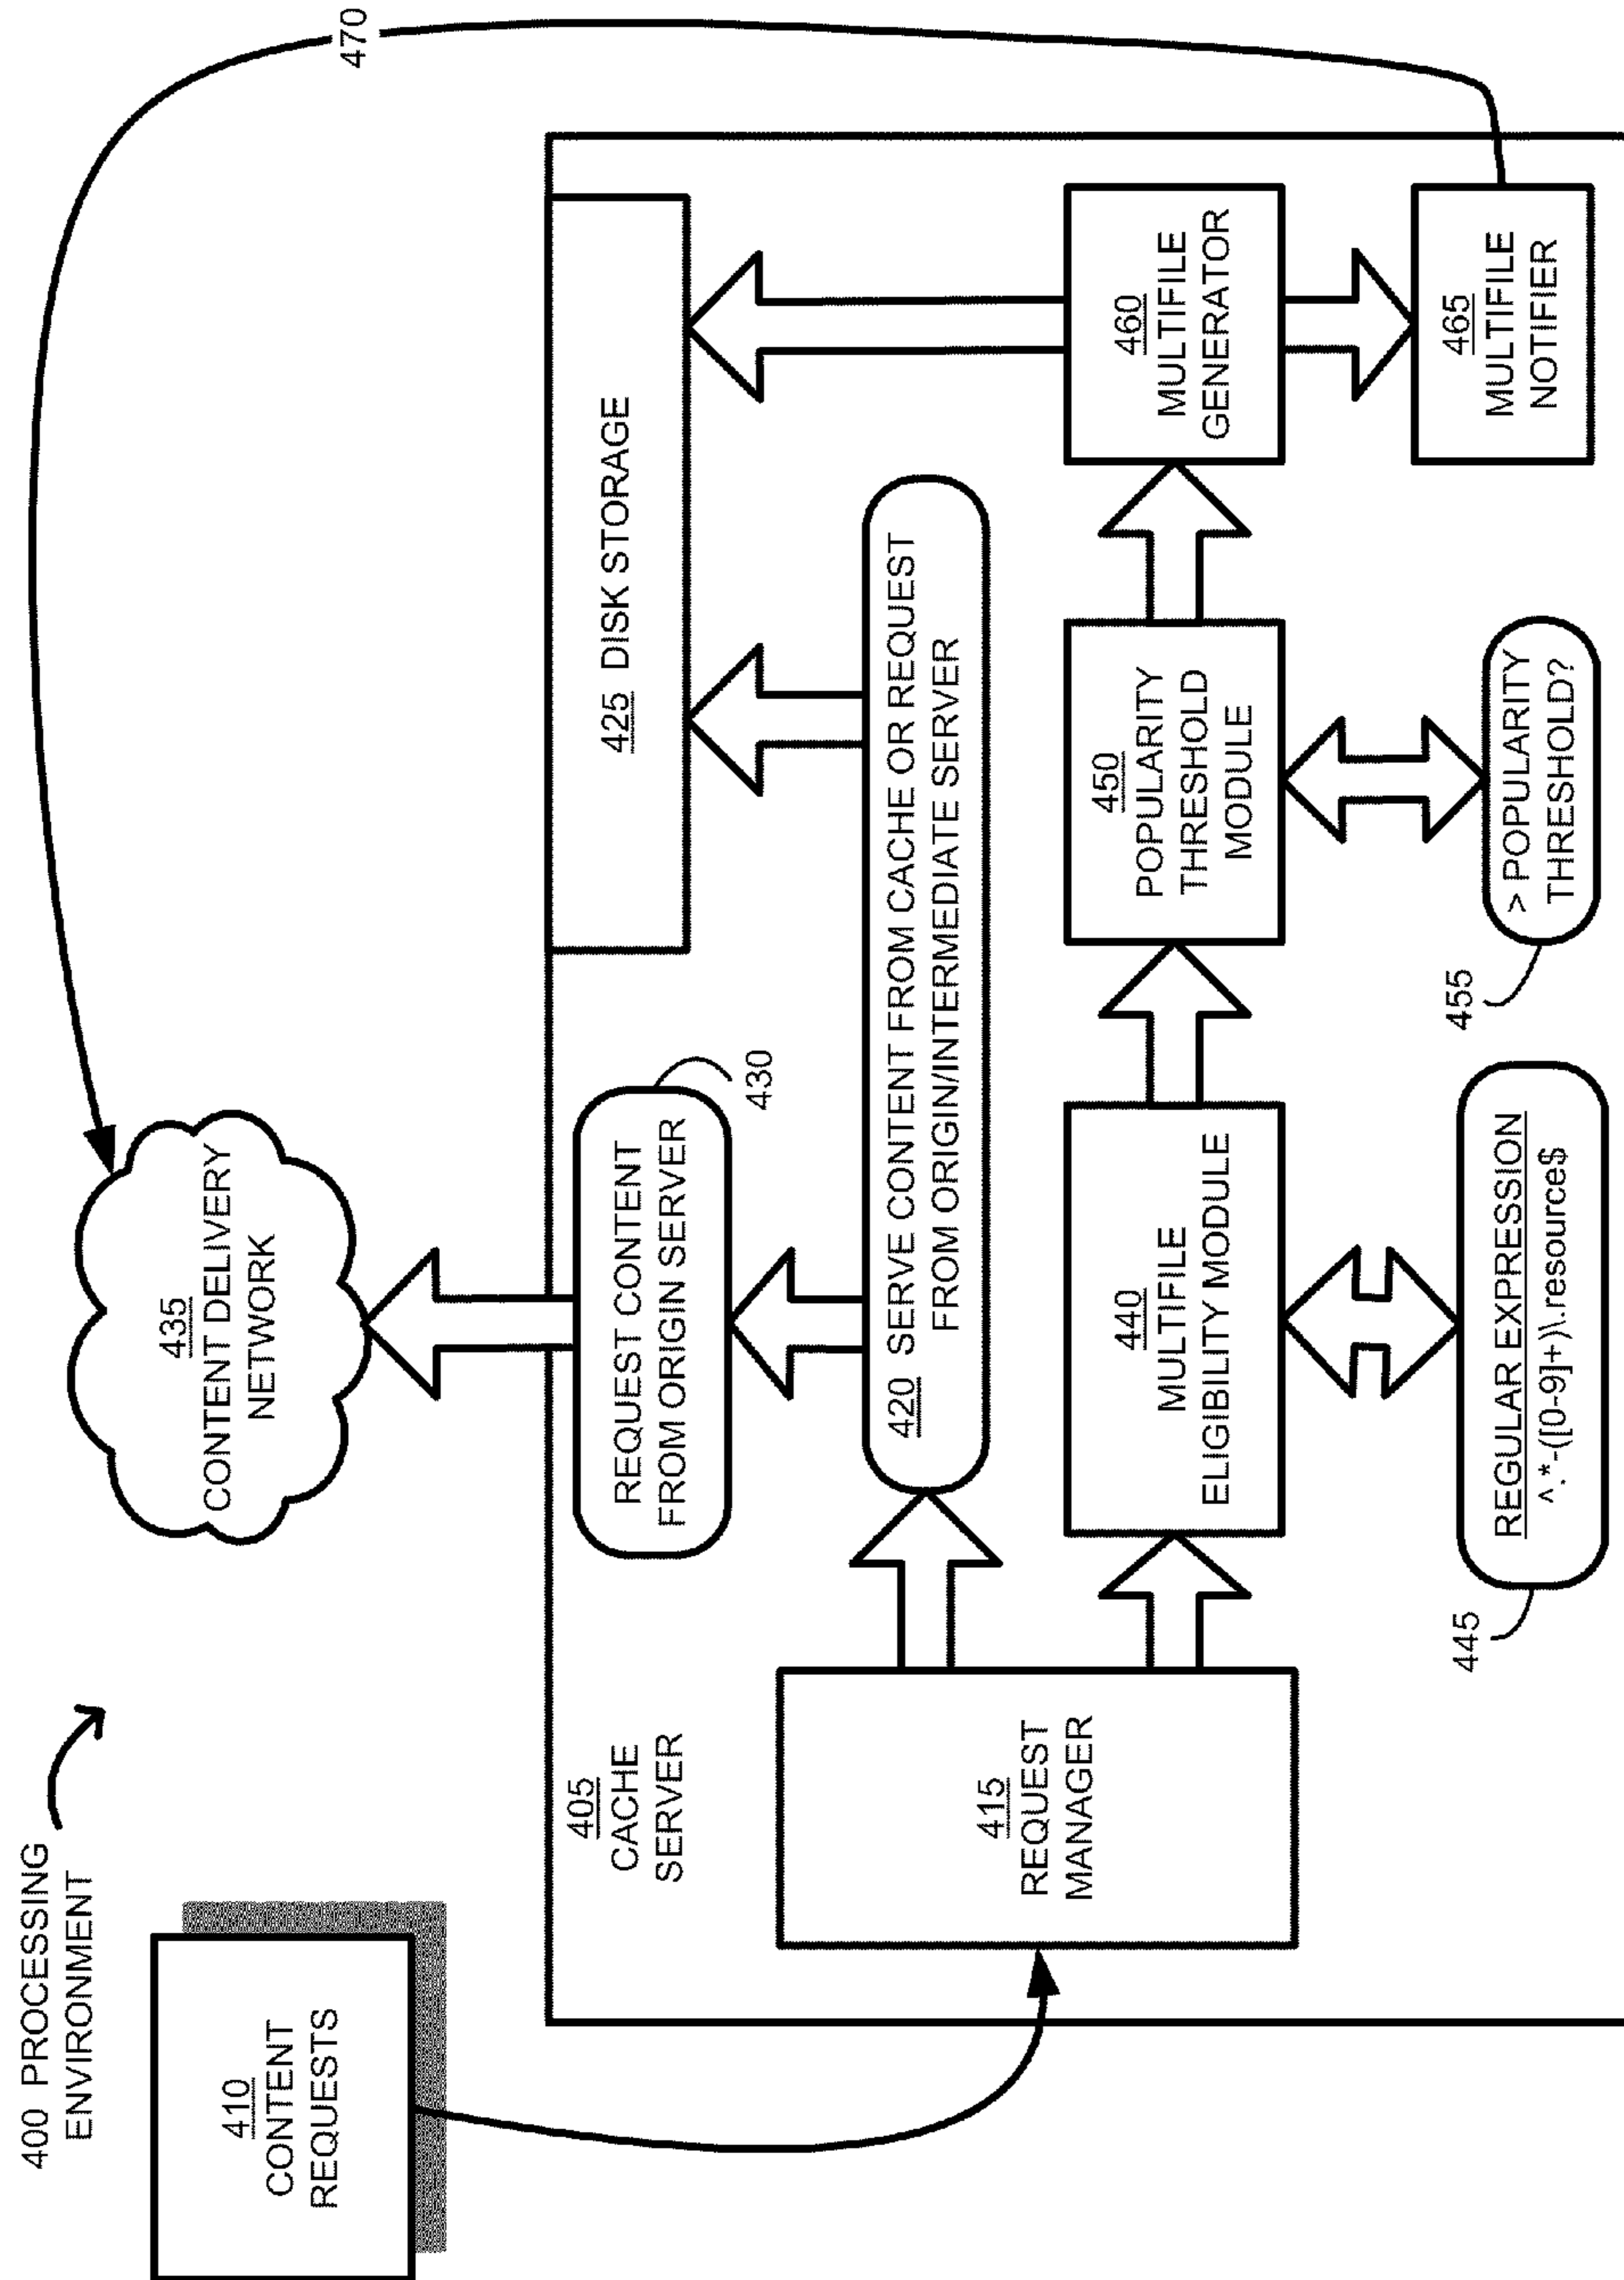 400 PROCESSING
ENVIRONMENT
410
CONTENT
REQUESTS
435
CONTENT DELIVERY
NETWORK
470
405
CACHE
SERVER
REQUEST CONTENT
FROM ORIGIN SERVER
430
425 DISK STORAGE
415
REQUEST
MANAGER
420 SERVE CONTENT FROM CACHE OR REQUEST
FROM ORIGIN/INTERMEDIATE SERVER
440
MULTIFILE
ELIGIBILITY MODULE
450
POPULARITY
THRESHOLD
MODULE
460
MULTIFILE
GENERATOR
445
REGULAR EXPRESSION
^.*-([0-9]+)\.resources$
455
> POPULARITY
THRESHOLD?
465
MULTIFILE
NOTIFIER